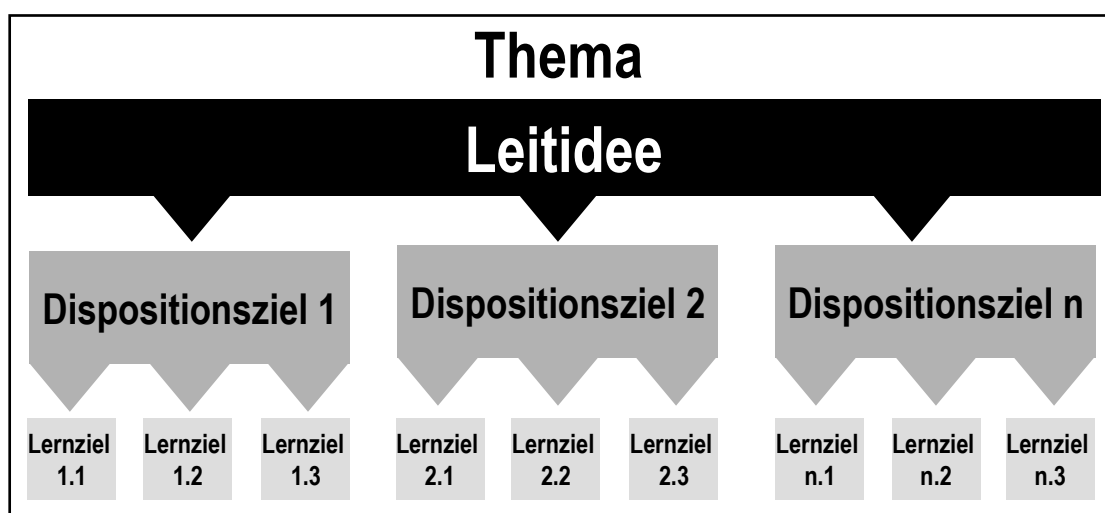 Thema
Leitidee
Dispositionsziel 1
Dispositionsziel 2
Dispositionsziel n
Lernziel
1.1
Lernziel
1.2
Lernziel
1.3
Lernziel
2.1
Lernziel
2.2
Lernziel
2.3
Lernziel
n.1
Lernziel
n.2
Lernziel
n.3